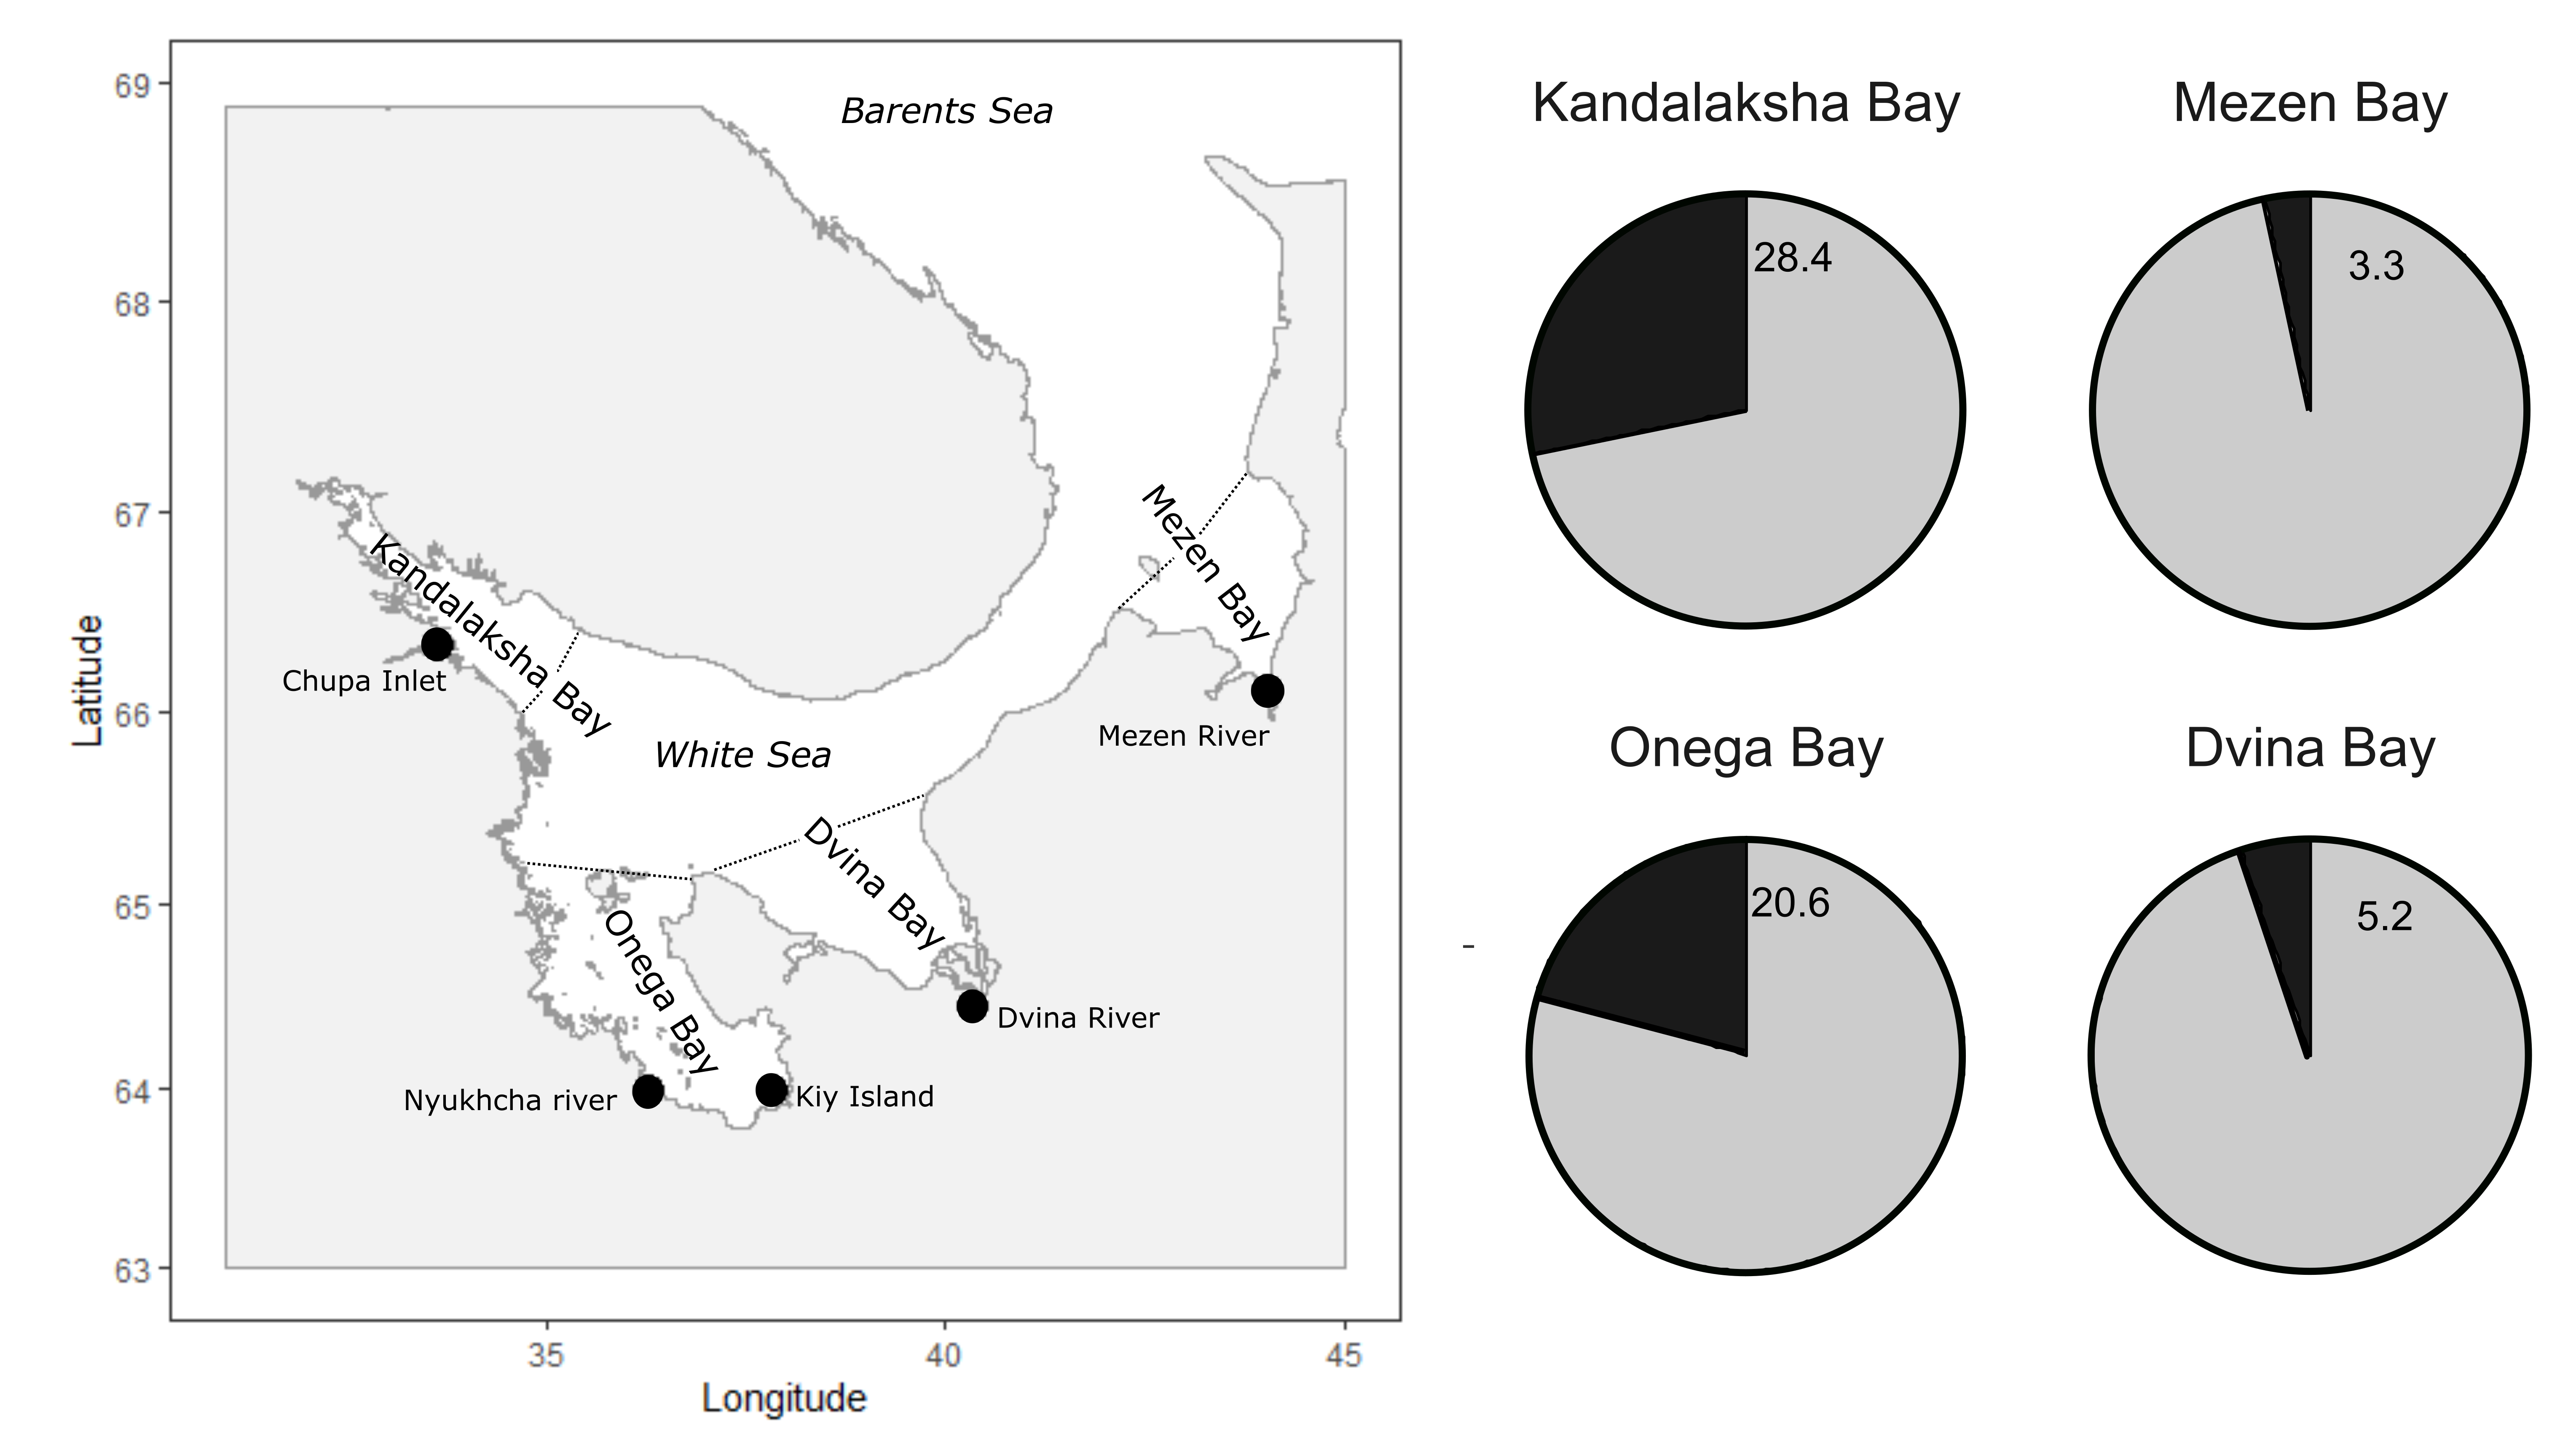 69
68
67
66
65
64
63
Latitude
35
40
45
Longitude
Barents Sea
Mezen Bay
Kandalaksha Bay
Chupa Inlet
Mezen River
White Sea
Dvina Bay
Onega Bay
Dvina River
Nyukhcha river
Kiy Island
Kandalaksha Bay
28.4
Mezen Bay
3.3
Onega Bay
20.6
Dvina Bay
5.2
-